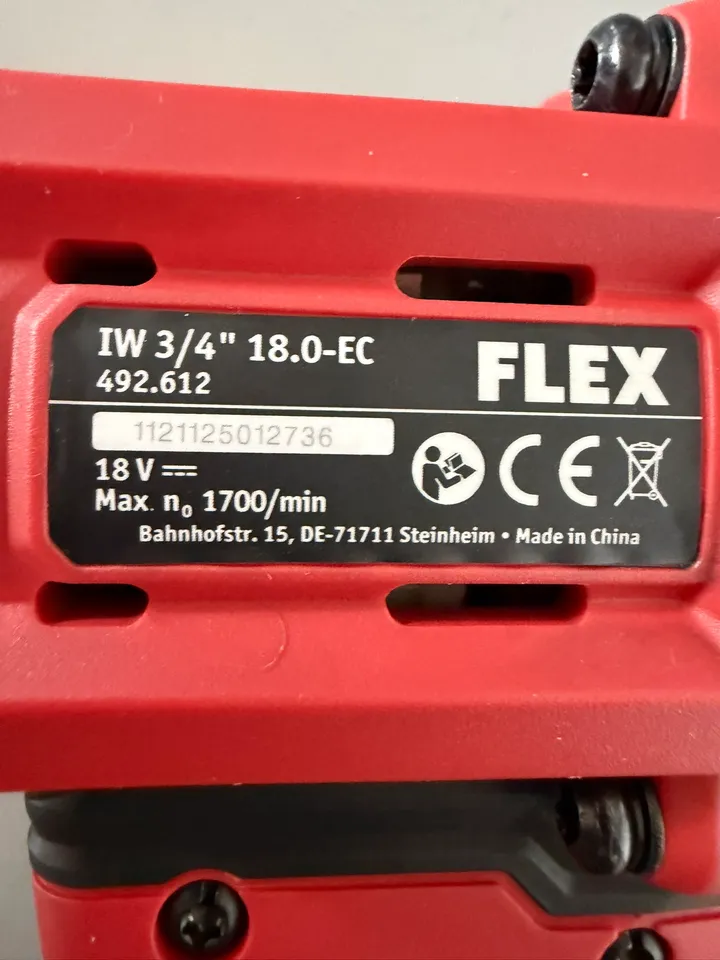 IW 3/4" 18.0-EC
492.612
FLEX
1121125012736
18 V
Max. n₀ 1700/min
CE
Bahnhofstr. 15, DE-71711 Steinheim • Made in China